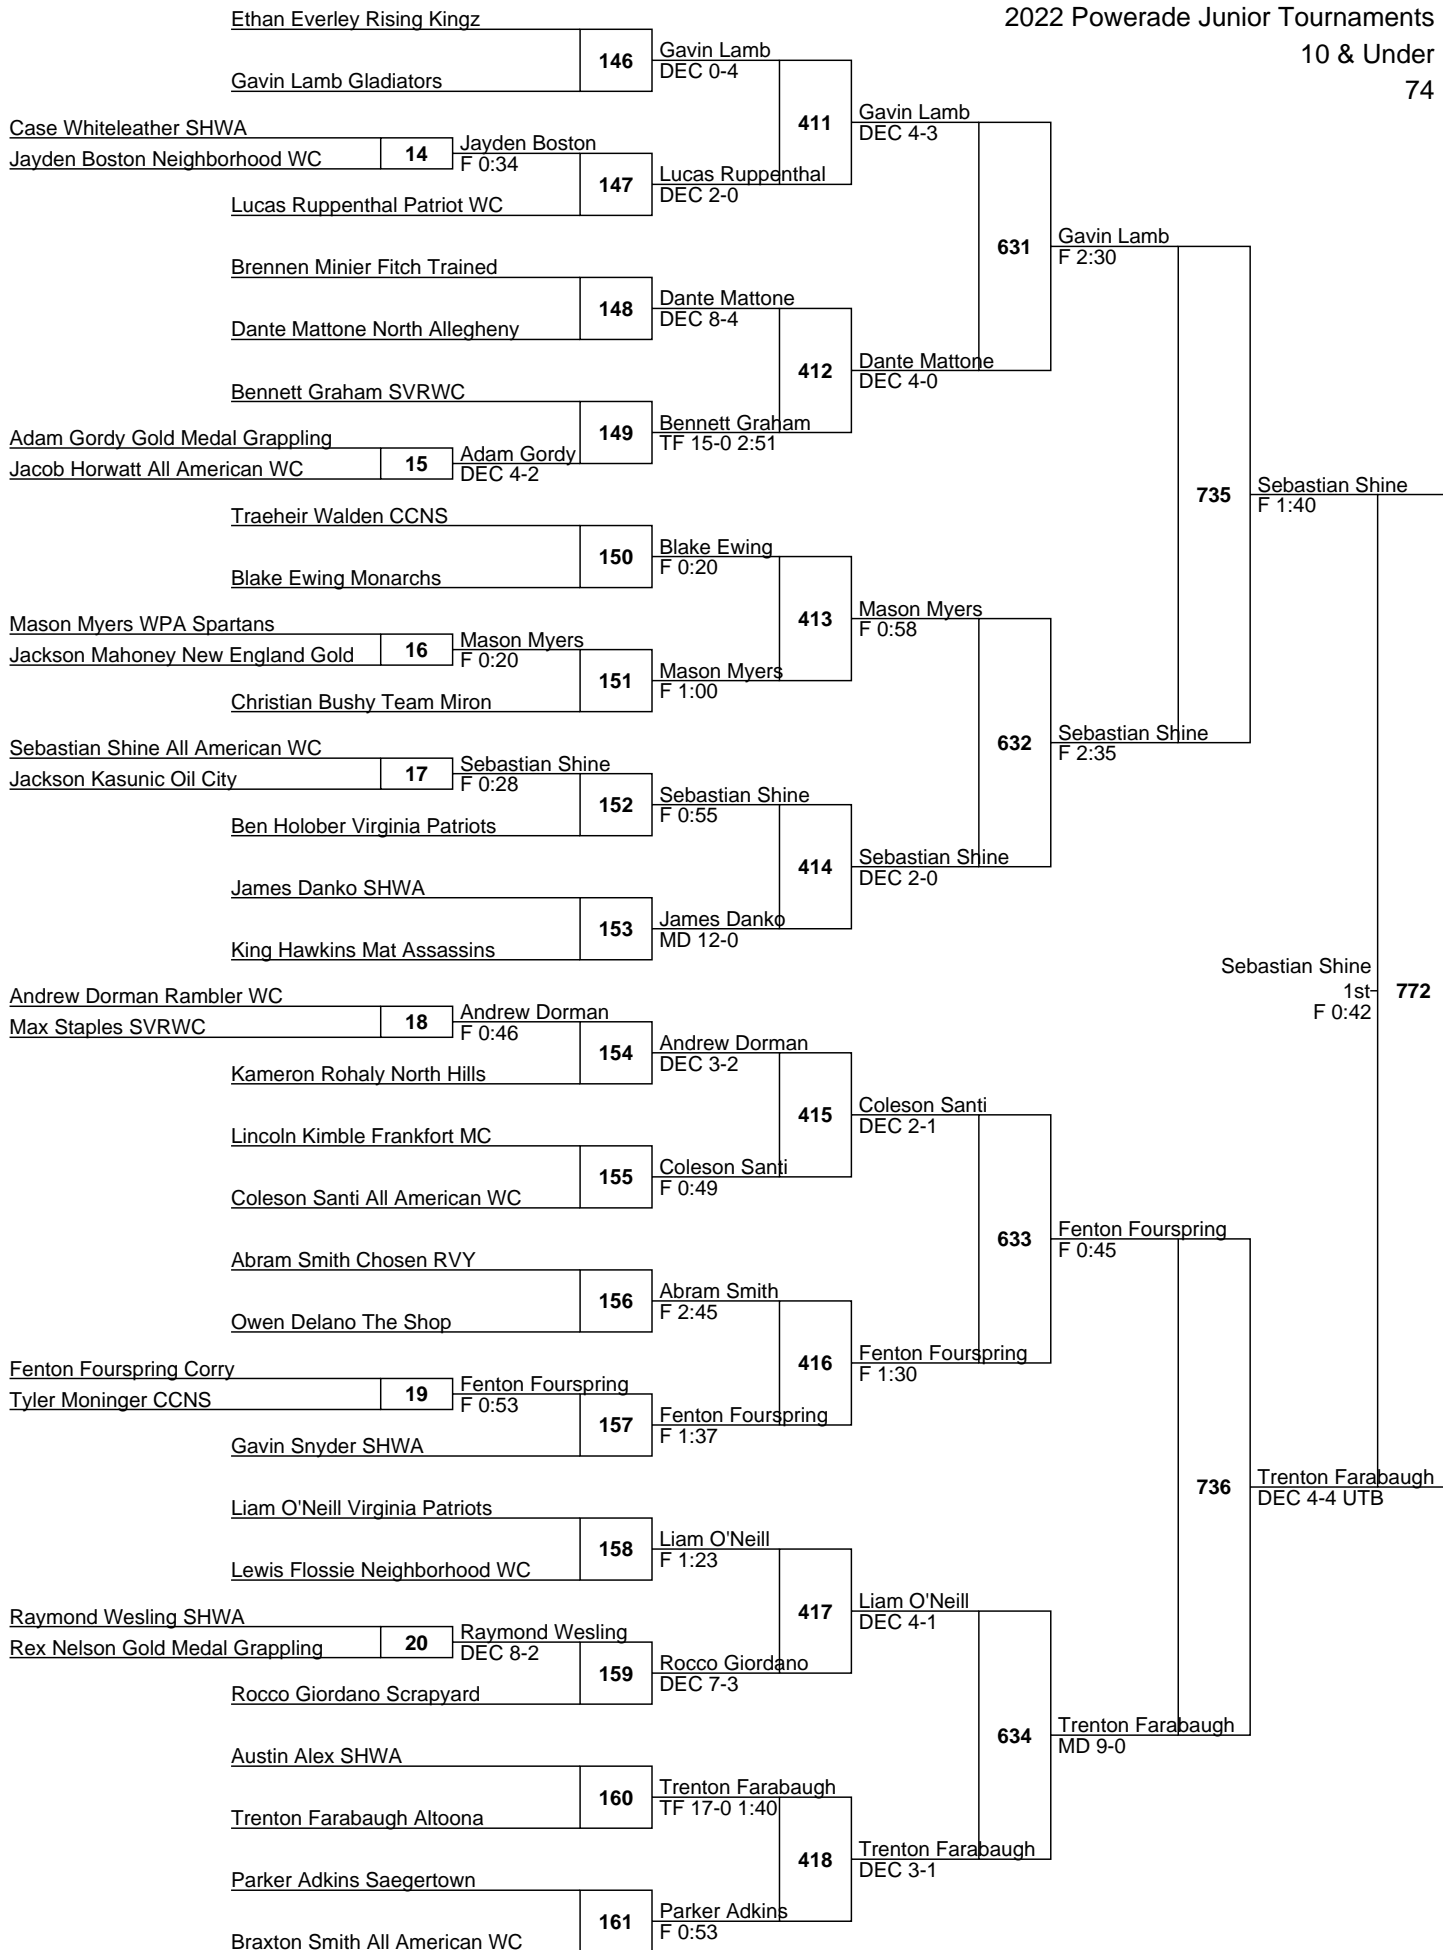 2022 Powerade Junior Tournaments
10 & Under
74
Ethan Everley Rising Kingz
146
Gavin Lamb
DEC 0-4
Gavin Lamb Gladiators
411
Gavin Lamb
DEC 4-3
Case Whiteleather SHWA
Jayden Boston Neighborhood WC
14
Jayden Boston
F 0:34
147
Lucas Ruppenthal
DEC 2-0
Lucas Ruppenthal Patriot WC
631
Gavin Lamb
F 2:30
Brennen Minier Fitch Trained
148
Dante Mattone
DEC 8-4
Dante Mattone North Allegheny
412
Dante Mattone
DEC 4-0
Bennett Graham SVRWC
149
Bennett Graham
TF 15-0 2:51
Adam Gordy Gold Medal Grappling
Jacob Horwatt All American WC
15
Adam Gordy
DEC 4-2
735
Sebastian Shine
F 1:40
Traeheir Walden CCNS
150
Blake Ewing
F 0:20
Blake Ewing Monarchs
413
Mason Myers
F 0:58
Mason Myers WPA Spartans
Jackson Mahoney New England Gold
16
Mason Myers
F 0:20
151
Mason Myers
F 1:00
Christian Bushy Team Miron
632
Sebastian Shine
F 2:35
Sebastian Shine All American WC
Jackson Kasunic Oil City
17
Sebastian Shine
F 0:28
152
Sebastian Shine
F 0:55
Ben Holober Virginia Patriots
414
Sebastian Shine
DEC 2-0
James Danko SHWA
153
James Danko
MD 12-0
King Hawkins Mat Assassins
Sebastian Shine
1st
F 0:42
772
Andrew Dorman Rambler WC
Max Staples SVRWC
18
Andrew Dorman
F 0:46
154
Andrew Dorman
DEC 3-2
Kameron Rohaly North Hills
415
Coleson Santi
DEC 2-1
Lincoln Kimble Frankfort MC
155
Coleson Santi
F 0:49
Coleson Santi All American WC
633
Fenton Fourspring
F 0:45
Abram Smith Chosen RVY
156
Abram Smith
F 2:45
Owen Delano The Shop
416
Fenton Fourspring
F 1:30
Fenton Fourspring Corry
Tyler Moninger CCNS
19
Fenton Fourspring
F 0:53
157
Fenton Fourspring
F 1:37
Gavin Snyder SHWA
736
Trenton Farabaugh
DEC 4-4 UTB
Liam O'Neill Virginia Patriots
158
Liam O'Neill
F 1:23
Lewis Flossie Neighborhood WC
417
Liam O'Neill
DEC 4-1
Raymond Wesling SHWA
Rex Nelson Gold Medal Grappling
20
Raymond Wesling
DEC 8-2
159
Rocco Giordano
DEC 7-3
Rocco Giordano Scrapyard
634
Trenton Farabaugh
MD 9-0
Austin Alex SHWA
160
Trenton Farabaugh
TF 17-0 1:40
Trenton Farabaugh Altoona
418
Trenton Farabaugh
DEC 3-1
Parker Adkins Saegertown
161
Parker Adkins
F 0:53
Braxton Smith All American WC